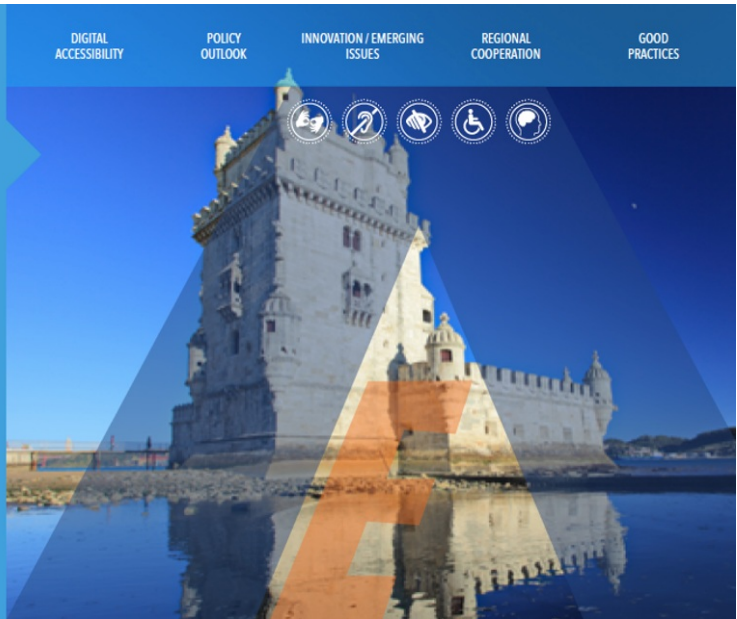 DIGITAL
ACCESSIBILITY
POLICY
OUTLOOK
INNOVATION / EMERGING
ISSUES
REGIONAL
COOPERATION
GOOD
PRACTICES